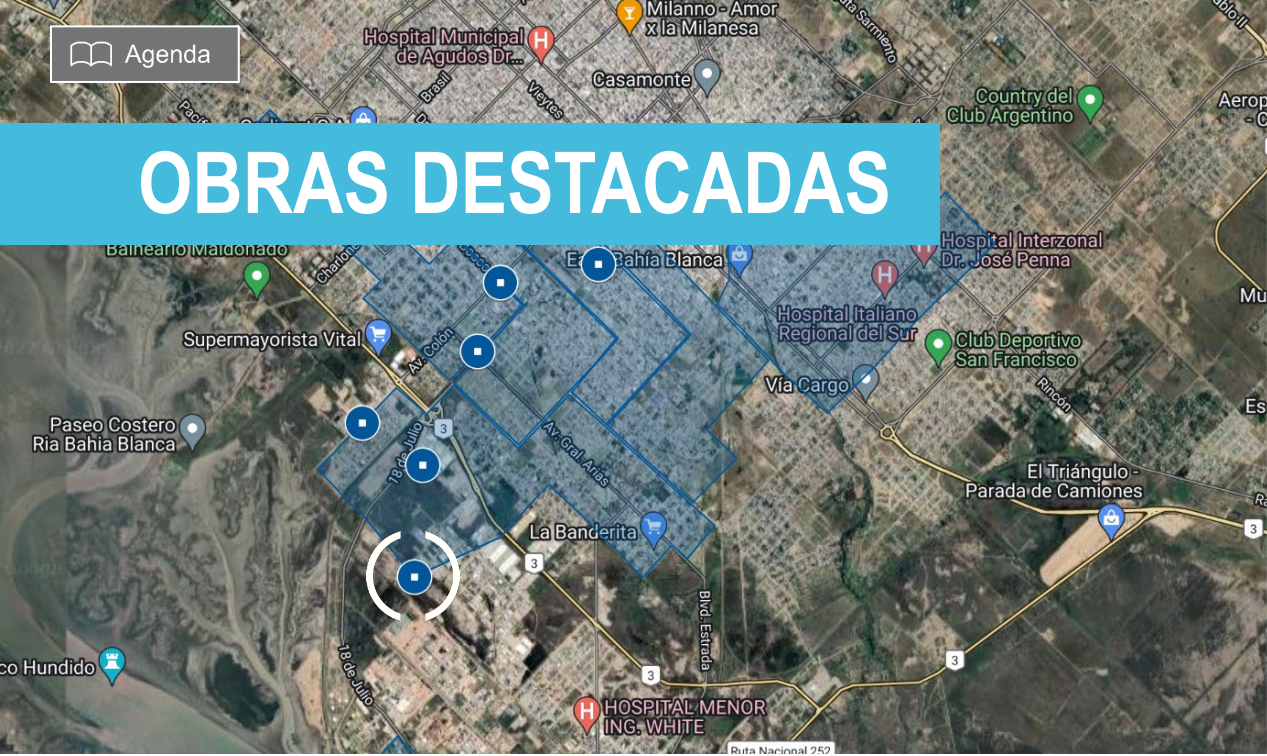 Milanno - Amor
x la Milanesa
Hospital Municipal
de Agudos Dr...
Agenda
Casamonte
Brasil
Vieytes
Country del
Club Argentino
OBRAS DESTACADAS
Balneario Maldonado
Bahía Blanca
Hospital Interzonal
Dr. José Penna
Hospital Italiano
Regional del Sur
Supermayorista Vital
Av. Colón
Club Deportivo
San Francisco
Vía Cargo
Rincón
Paseo Costero
Ria Bahia Blanca
3
18 de Julio
Av. Gral. Arias
El Triángulo -
Parada de Camiones
La Banderita
3
3
Blvd. Estrada
18 de Julio
3
3
Hundido
HOSPITAL MENOR
ING. WHITE
Ruta Nacional 252